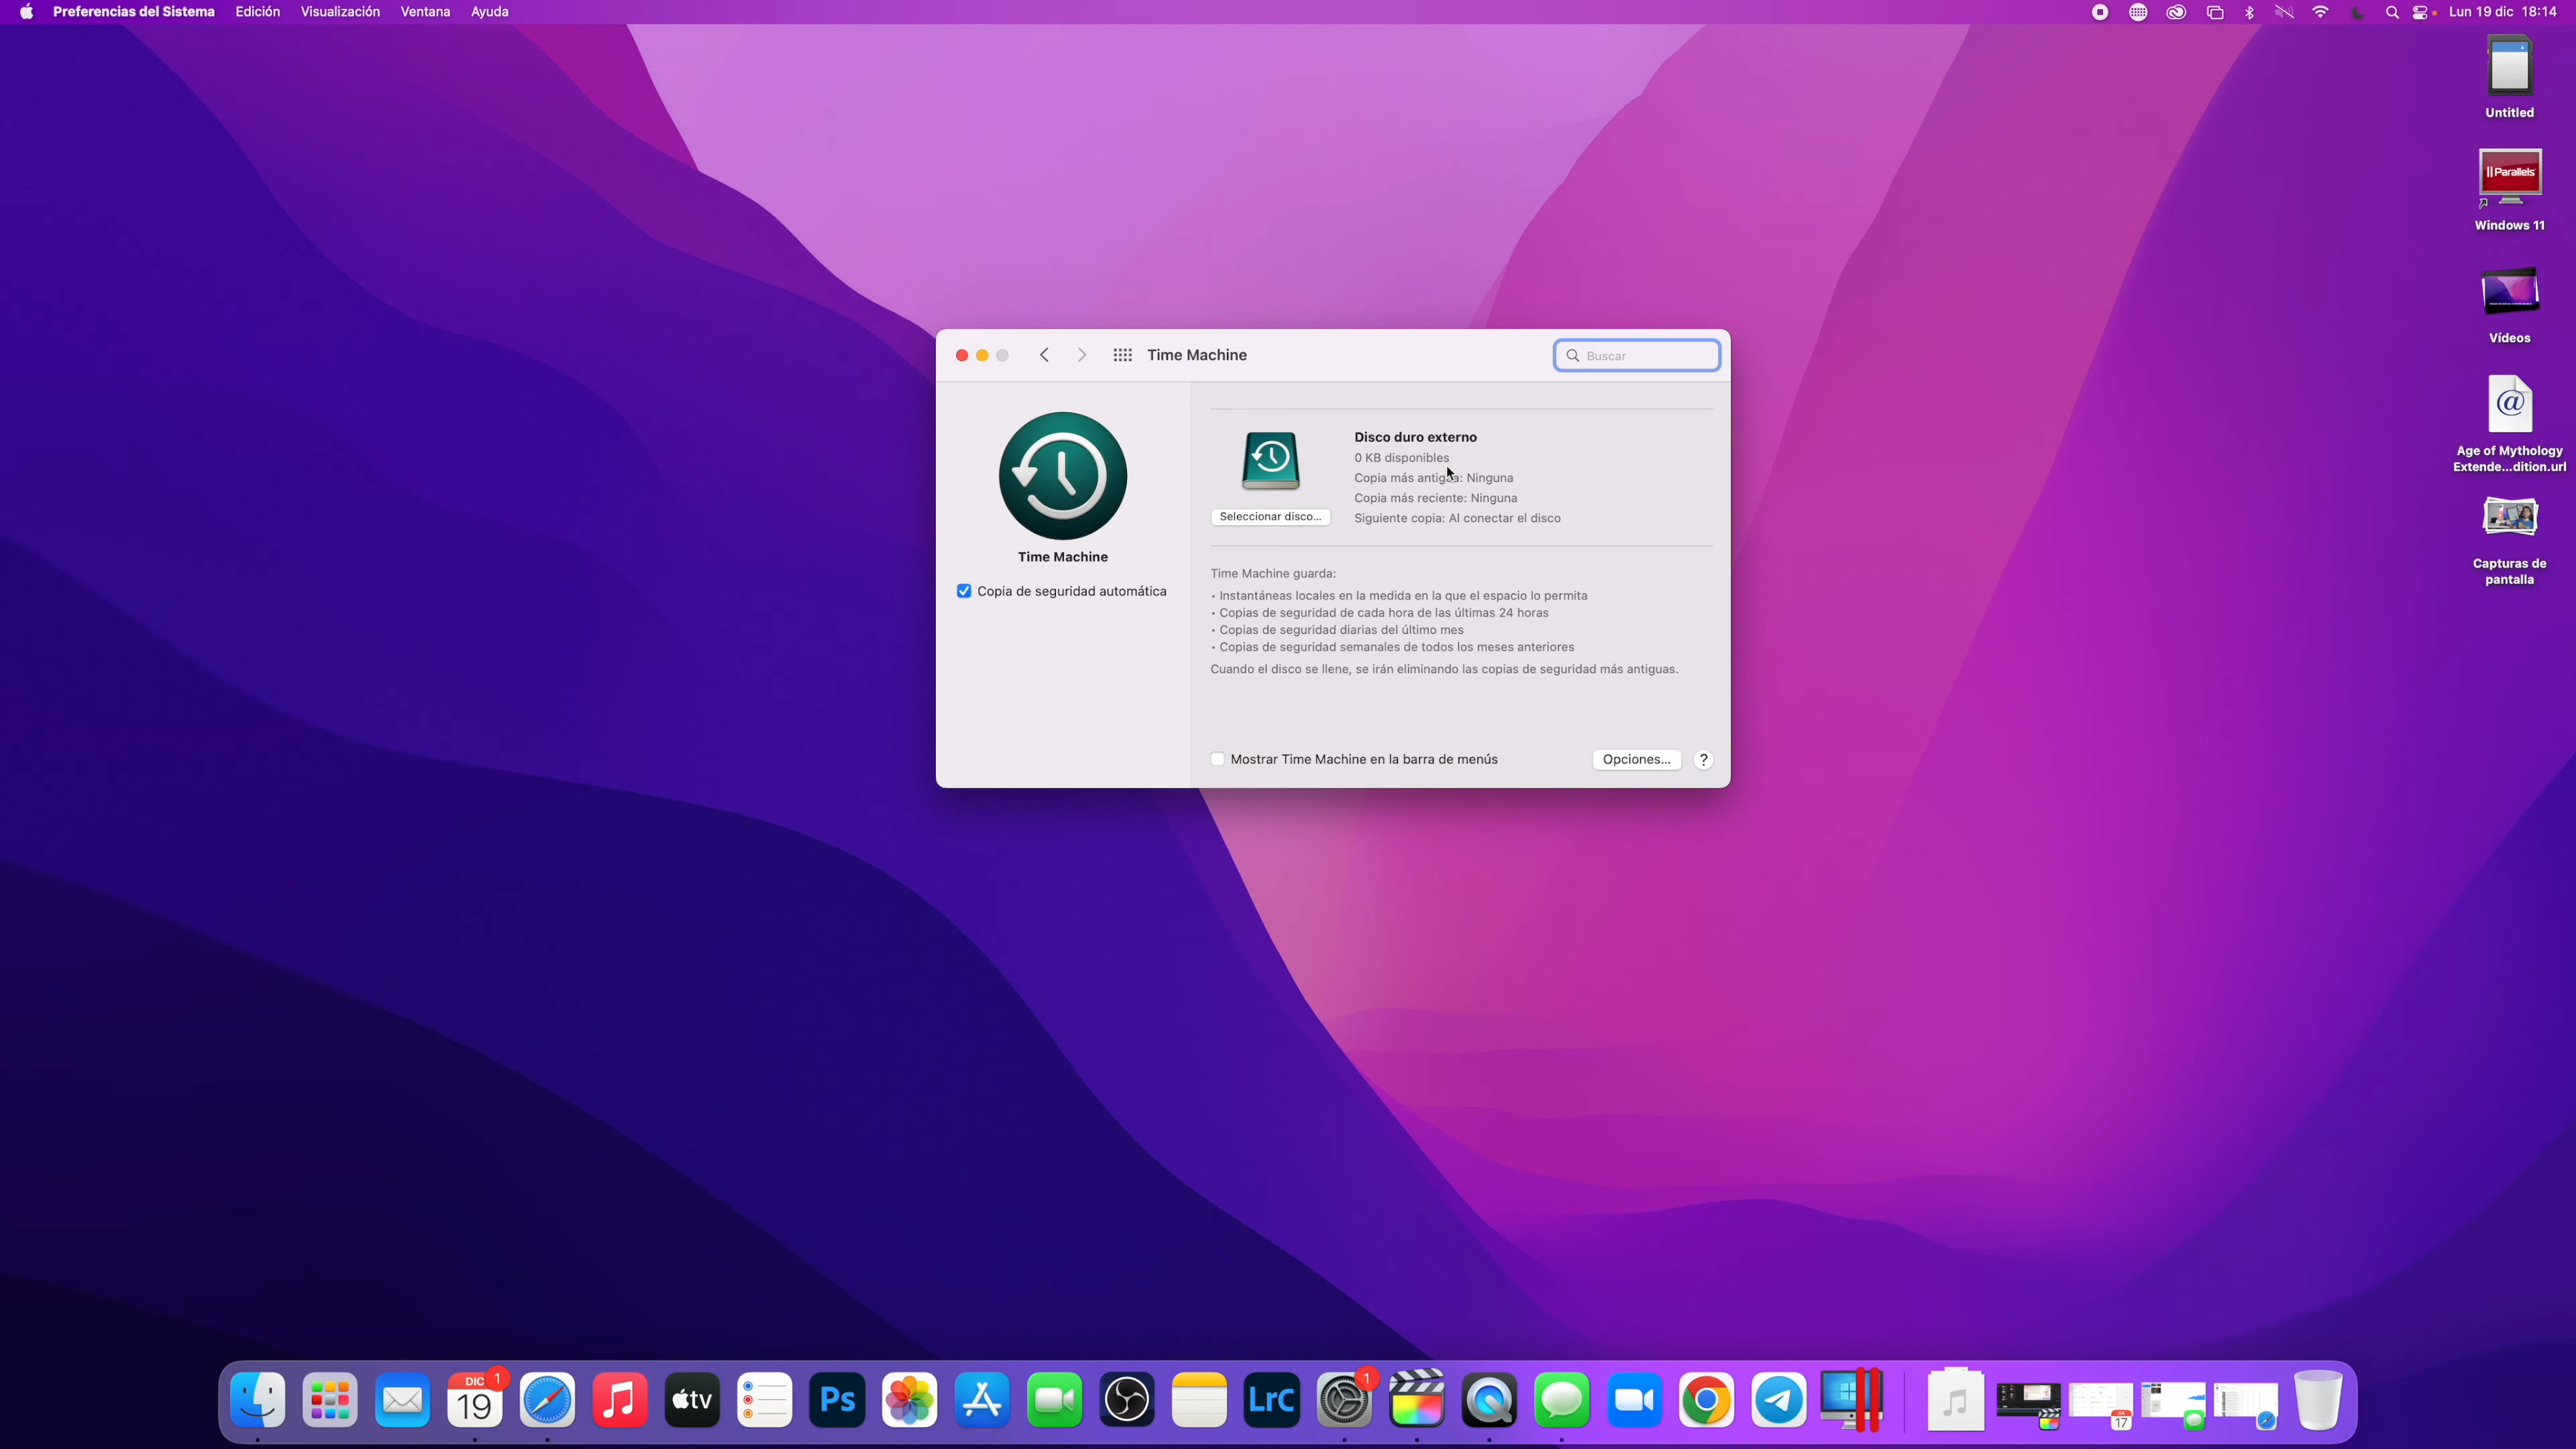 Preferencias del Sistema Edición Visualización Ventana Ayuda
Lun 19 dic 18:14
Untitled
|| Parallels
Windows 11
Vídeos
@
Age of Mythology
Extende...dition.url
Capturas de
pantalla
Time Machine
Buscar
Time Machine
Copia de seguridad automática
Disco duro externo
0 KB disponibles
Copia más antigua: Ninguna
Copia más reciente: Ninguna
Siguiente copia: Al conectar el disco
Seleccionar disco...
Time Machine guarda:
• Instantáneas locales en la medida en la que el espacio lo permita
• Copias de seguridad de cada hora de las últimas 24 horas
• Copias de seguridad diarias del último mes
• Copias de seguridad semanales de todos los meses anteriores
Cuando el disco se llene, se irán eliminando las copias de seguridad más antiguas.
Mostrar Time Machine en la barra de menús
Opciones...
?
DIC
19
1
tv
Ps
LrC
1
17